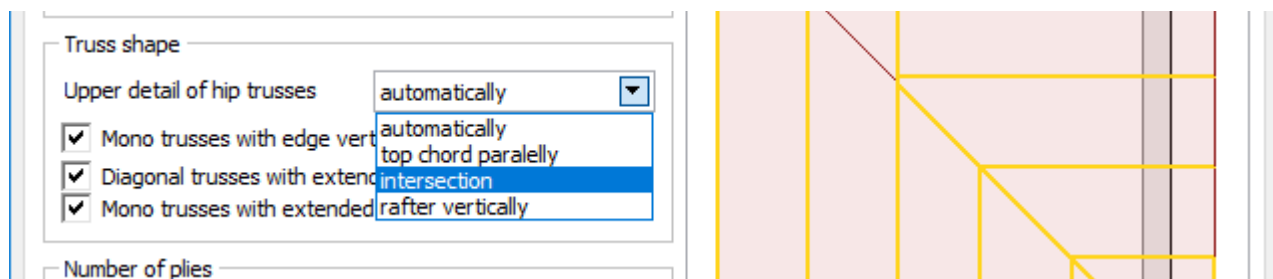 Truss shape
Upper detail of hip trusses automatically
automatically
Mono trusses with edge vert
top chord paralelly
Diagonal trusses with extend
intersection
Mono trusses with extended
rafter vertically
Number of plies